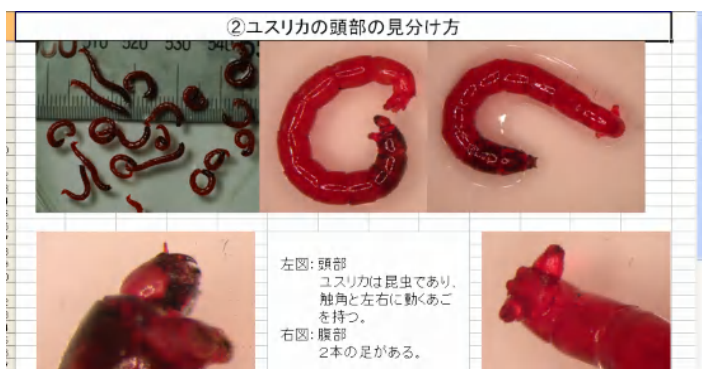 ②ユスリカの頭部の見分け方
510 520 530 540
左図：頭部
ユスリカは昆虫であり、
触角と左右に動くあご
を持つ。
右図：腹部
2本の足がある。